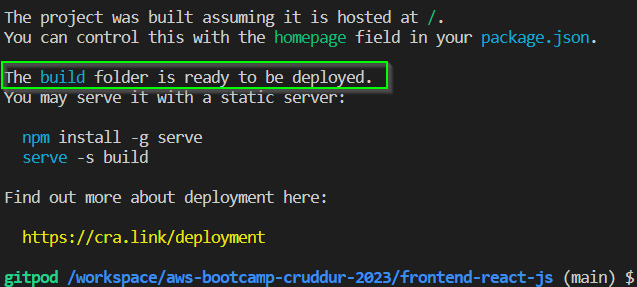 The project was built assuming it is hosted at /.
You can control this with the homepage field in your package.json.
The build folder is ready to be deployed.
You may serve it with a static server:
npm install -g serve
serve -s build
Find out more about deployment here:
https://cra.link/deployment
gitpod /workspace/aws-bootcamp-cruddur-2023/frontend-react-js (main) $